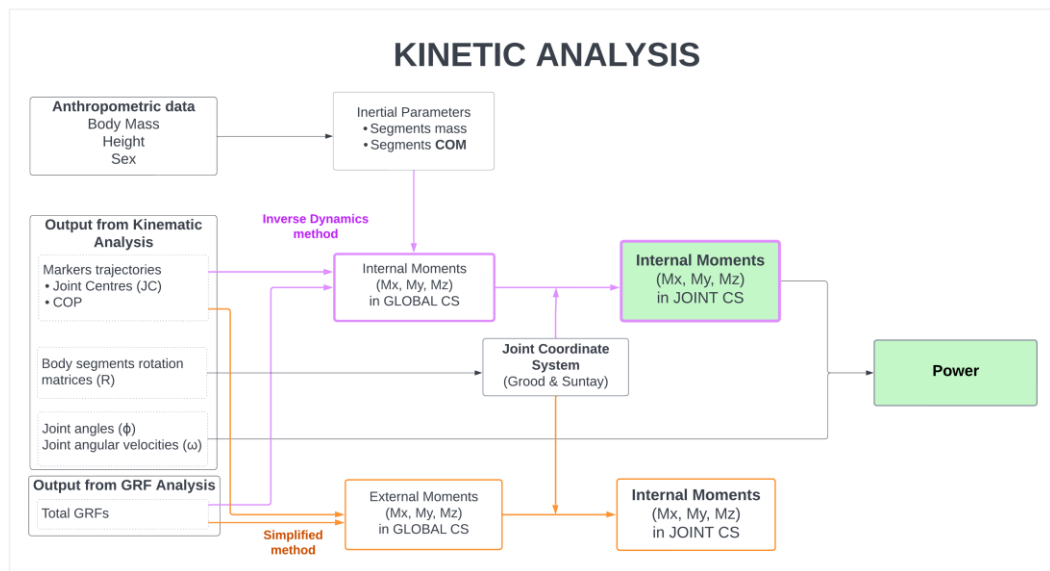 KINETIC ANALYSIS
Anthropometric data
Body Mass
Height
Sex
Inertial Parameters
• Segments mass
• Segments COM
Inverse Dynamics
method
Output from Kinematic
Analysis
Markers trajectories
• Joint Centres (JC)
• COP
Body segments rotation
matrices (R)
Joint angles (ϕ)
Joint angular velocities (ω)
Internal Moments
(Mx, My, Mz)
in GLOBAL CS
Internal Moments
(Mx, My, Mz)
in JOINT CS
Joint Coordinate
System
(Grood & Suntay)
Power
Output from GRF Analysis
Total GRFs
Simplified
method
External Moments
(Mx, My, Mz)
in GLOBAL CS
Internal Moments
(Mx, My, Mz)
in JOINT CS